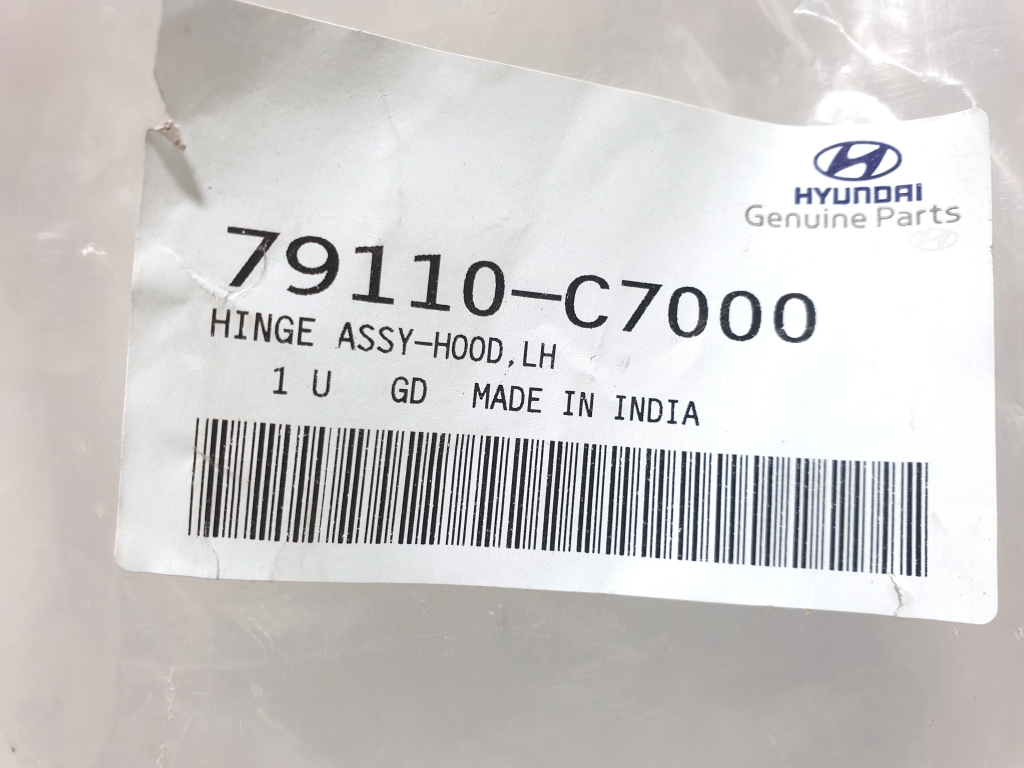 HYUNDAI
Genuine Parts
79110-C7000
HINGE ASSY-HOOD,LH
1 U GD MADE IN INDIA